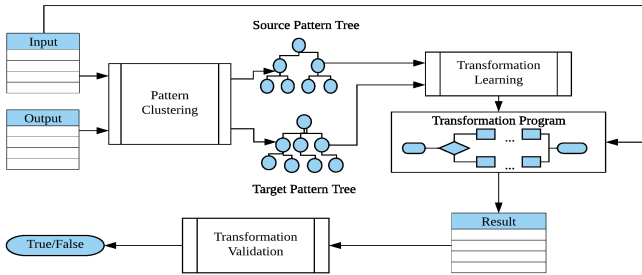 Source Pattern Tree
Input
Transformation
Learning
Pattern
Clustering
Output
Transformation Program
...
...
Target Pattern Tree
Result
True/False
Transformation
Validation